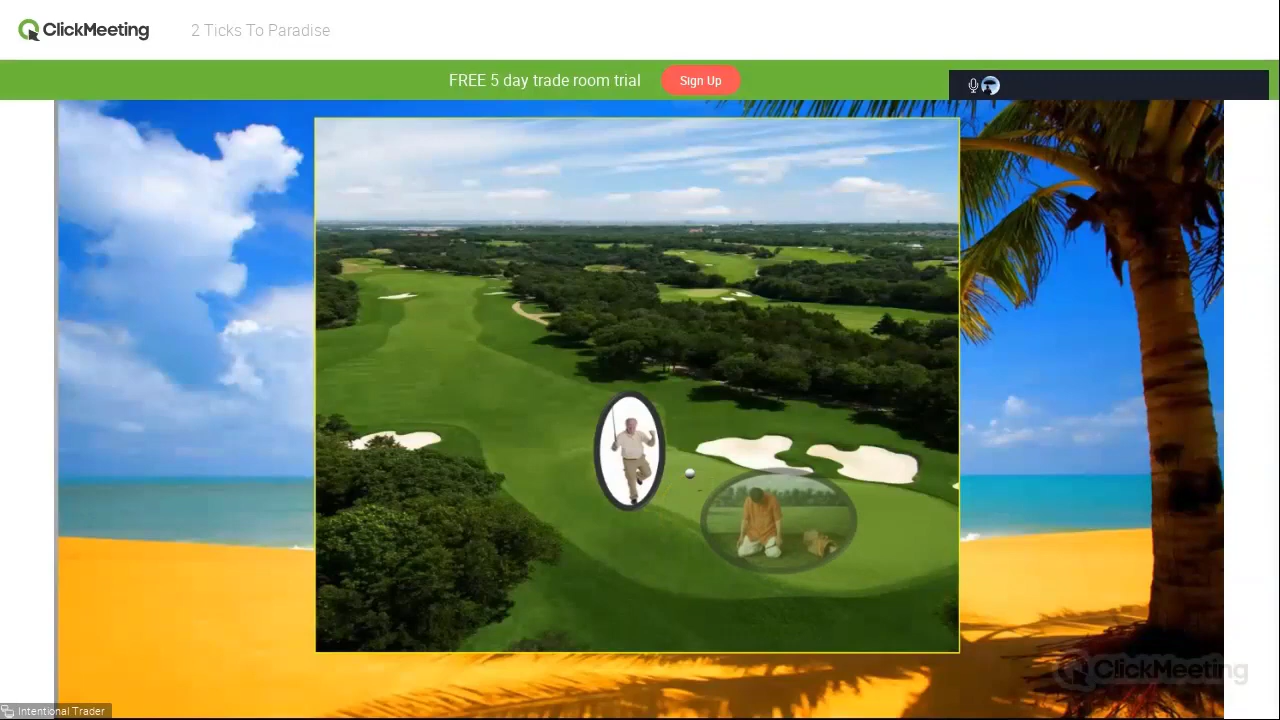 ClickMeeting
2 Ticks To Paradise
FREE 5 day trade room trial
Sign Up
ClickMeeting
Intentional Trader